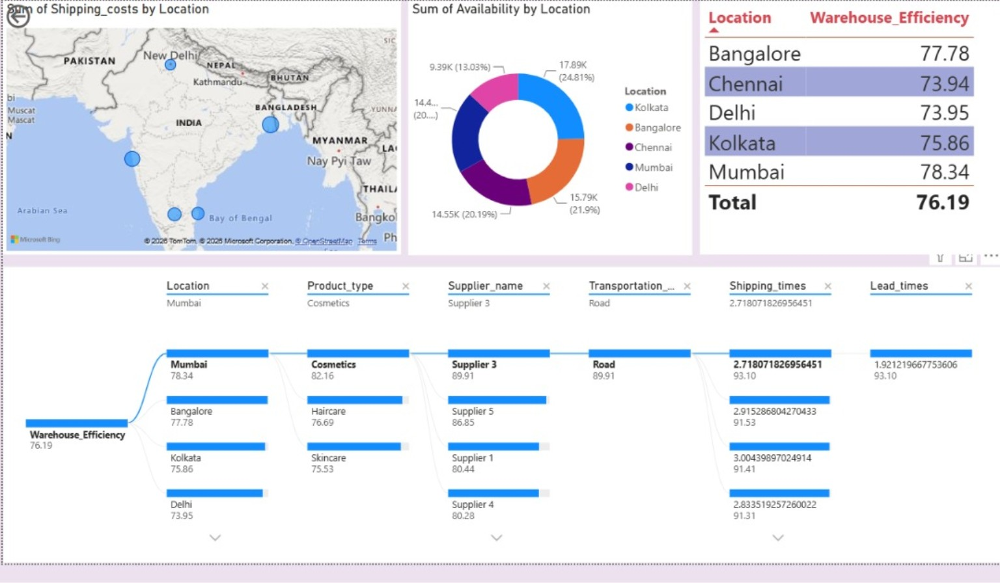 Sum of Shipping_costs by Location
SIC
PAKISTAN
New Delhi
NEPAL
Kathmandu
BHUTAN
bi
Muscat
Mascat
BANGLADESH
YUNNA
INDIA
N
MYANMAR
LA
Nay Pyi Taw
THAILA
Arabian Sea
Bay of Bengal
Bangko
Ph
Microsoft Bing
© 2026 TomTom, © 2026 Microsoft Corporation, © OpenStreetMap Terms
Sum of Availability by Location
9.39K (13.03%)
17.89K
(24.81%)
14.4...
(20....)
15.79K
(21.9%)
14.55K (20.19%)
Location
Kolkata
Bangalore
Chennai
Mumbai
Delhi
Location Warehouse_Efficiency
Bangalore 77.78
Chennai 73.94
Delhi 73.95
Kolkata 75.86
Mumbai 78.34
Total 76.19
Location Product_type Supplier_name Transportation_... Shipping_times Lead_times
Mumbai Cosmetics Supplier 3 Road 2.718071826956451
Mumbai Cosmetics Supplier 3 Road 2.718071826956451 1.921219667753606
78.34 82.16 89.91 89.91 93.10 93.10
Bangalore Haircare Supplier 5 2.915286804270433
77.78 76.69 86.85 91.53
Warehouse_Efficiency
76.19
Kolkata Skincare Supplier 1 3.00439897024914
75.86 75.53 80.44 91.41
Delhi Supplier 4 2.833519257260022
73.95 80.28 91.31